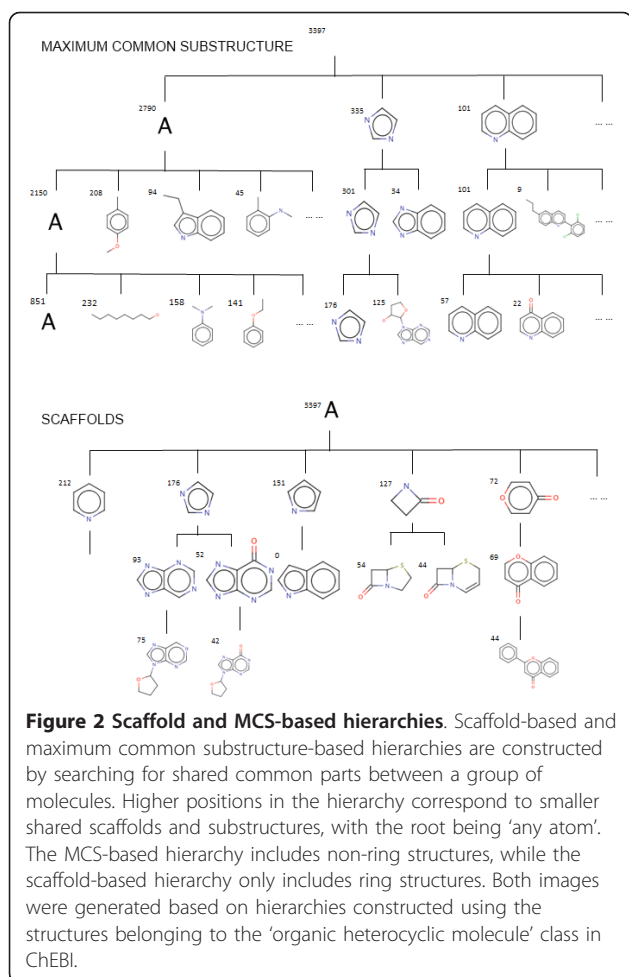 3397
MAXIMUM COMMON SUBSTRUCTURE
2790 A 335 N N 101 N ... ...
2150 A 208 O 94 N 45 N ... ... 301 N N 34 N N 101 N 9 ... ...
851 A 232 158 N 141 O ... ... 176 N N 125 57 N 22 O N ... ...
3397 A
SCAFFOLDS
212 N 176 N N 151 N 127 N O 72 O O ... ...
93 N N N N 52 O N N N N 0 N 54 S N O 44 S N O 69 O O
75 42 44
Figure 2 Scaffold and MCS-based hierarchies. Scaffold-based and
maximum common substructure-based hierarchies are constructed
by searching for shared common parts between a group of
molecules. Higher positions in the hierarchy correspond to smaller
shared scaffolds and substructures, with the root being ‘any atom’.
The MCS-based hierarchy includes non-ring structures, while the
scaffold-based hierarchy only includes ring structures. Both images
were generated based on hierarchies constructed using the
structures belonging to the ‘organic heterocyclic molecule’ class in
ChEBI.